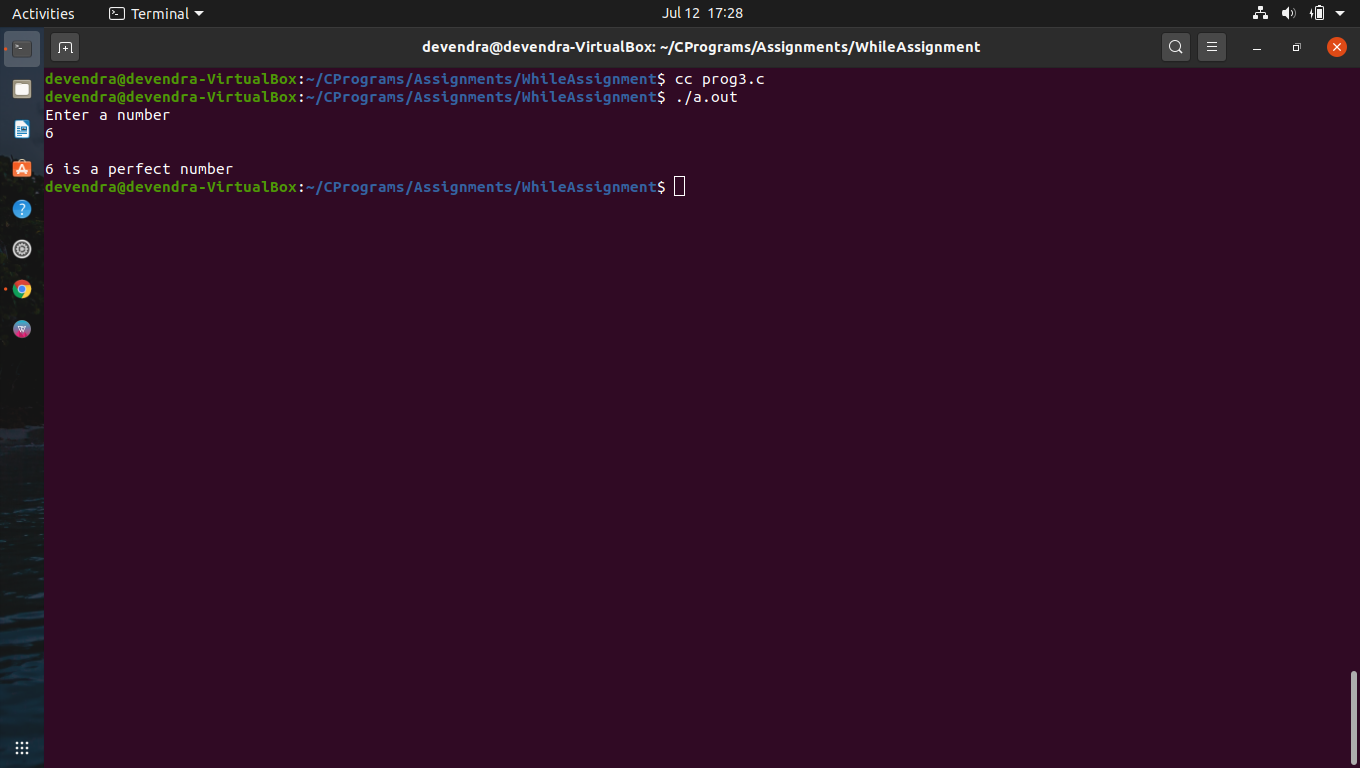 Activities Terminal Jul 12 17:28
devendra@devendra-VirtualBox: ~/CPrograms/Assignments/WhileAssignment
devendra@devendra-VirtualBox:~/CPrograms/Assignments/WhileAssignment$ cc prog3.c
devendra@devendra-VirtualBox:~/CPrograms/Assignments/WhileAssignment$ ./a.out
Enter a number
6
6 is a perfect number
devendra@devendra-VirtualBox:~/CPrograms/Assignments/WhileAssignment$